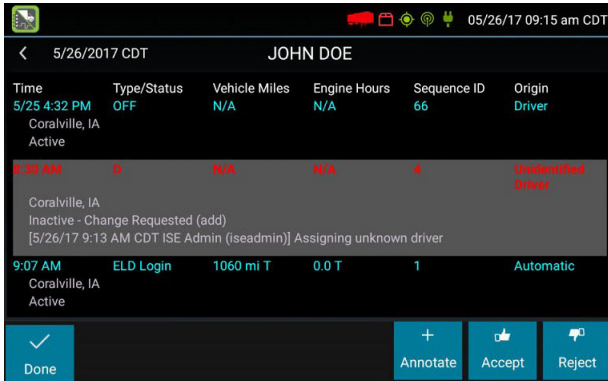 05/26/17 09:15 am CDT
5/26/2017 CDT JOHN DOE
Time Type/Status Vehicle Miles Engine Hours Sequence ID Origin
5/25 4:32 PM OFF N/A N/A 66 Driver
Coralville, IA
Active
8:30 AM D N/A N/A 4 Unidentified
Driver
Coralville, IA
Inactive - Change Requested (add)
[5/26/17 9:13 AM CDT ISE Admin (iseadmin)] Assigning unknown driver
9:07 AM ELD Login 1060 mi T 0.0 T 1 Automatic
Coralville, IA
Active
Done Annotate Accept Reject